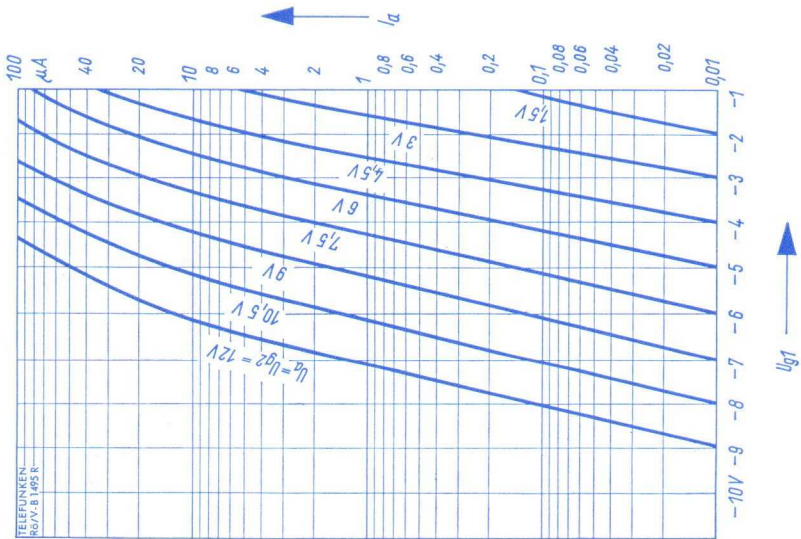 Ia
100 μA 40 20 10 8 6 4 2 1 0,8 0,6 0,4 0,2 0,1 0,08 0,06 0,04 0,02 0,01
-1
-2
-3
-4
-5
-6
-7
-8
-9
-10V
Ug1
1,5 V
3 V
4,5 V
6 V
7,5 V
9 V
10,5 V
Ua = Ug2 = 12V
TELEFUNKEN
Rö/V-B 1495 R